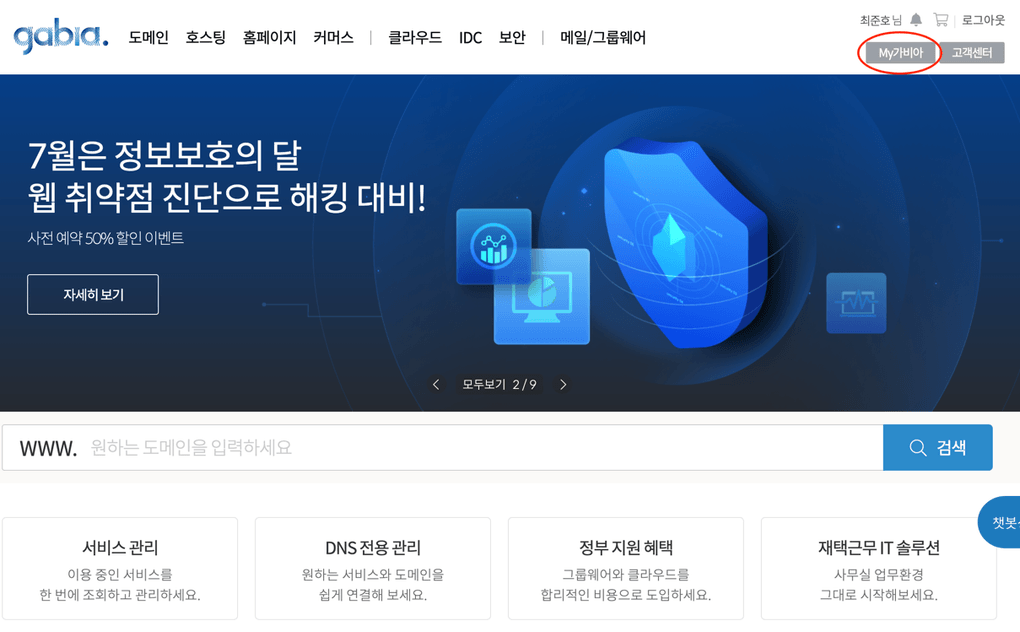 gabia.
도메인 호스팅 홈페이지 커머스 | 클라우드 IDC 보안 | 메일/그룹웨어
최준호님 | 로그아웃
My가비아 고객센터
7월은 정보보호의 달
웹 취약점 진단으로 해킹 대비!
사전 예약 50% 할인 이벤트
자세히 보기
모두보기 2 / 9
WWW. 원하는 도메인을 입력하세요 검색
챗봇
서비스 관리
이용 중인 서비스를
한 번에 조회하고 관리하세요.
DNS 전용 관리
원하는 서비스와 도메인을
쉽게 연결해 보세요.
정부 지원 혜택
그룹웨어와 클라우드를
합리적인 비용으로 도입하세요.
재택근무 IT 솔루션
사무실 업무환경
그대로 시작해보세요.